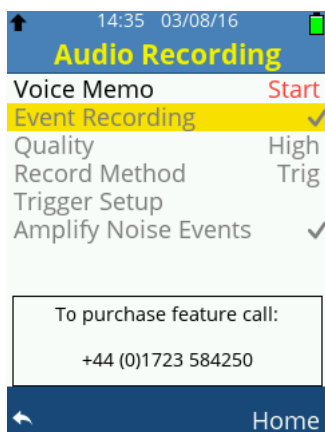 14:35 03/08/16
Audio Recording
Voice Memo Start
Event Recording
Quality High
Record Method Trig
Trigger Setup
Amplify Noise Events
To purchase feature call:
+44 (0)1723 584250
Home